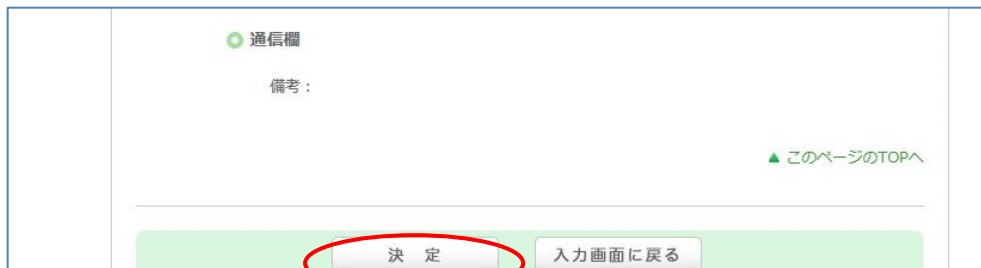 通信欄
備考：
▲ このページのTOPへ
決 定
入力画面に戻る